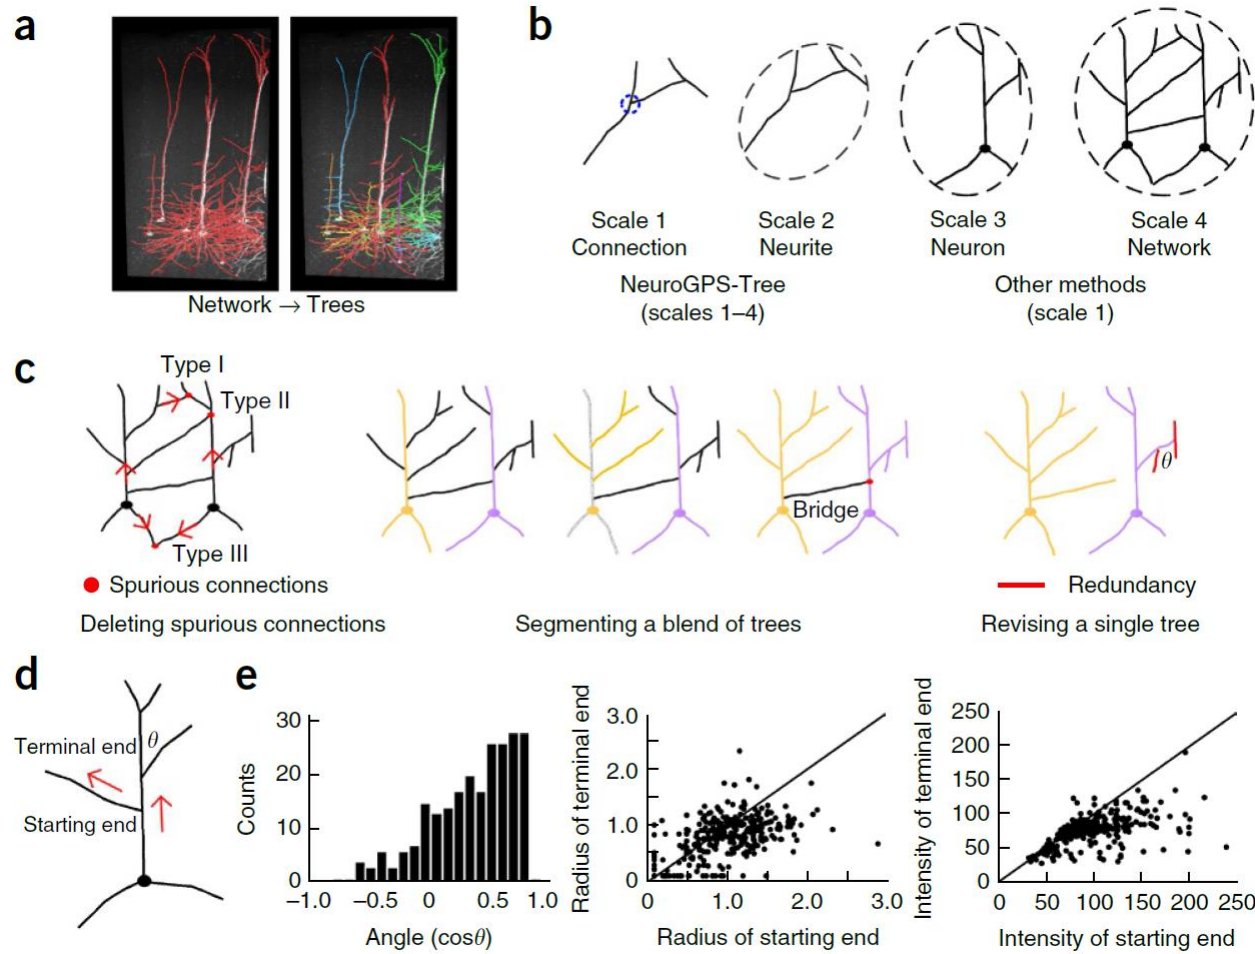 a
Network → Trees
b
Scale 1
Connection
Scale 2
Neurite
Scale 3
Neuron
Scale 4
Network
NeuroGPS-Tree
(scales 1–4)
Other methods
(scale 1)
c
Type I
Type II
Type III
Bridge
θ
Spurious connections
Redundancy
Deleting spurious connections
Segmenting a blend of trees
Revising a single tree
d
Terminal end
θ
Starting end
e
Counts
30
20
10
0
–1.0 –0.5 0 0.5 1.0
Angle (cosθ)
Radius of terminal end
3.0
2.0
1.0
0
0 1.0 2.0 3.0
Radius of starting end
Intensity of terminal end
250
200
150
100
50
0
0 50 100 150 200 250
Intensity of starting end